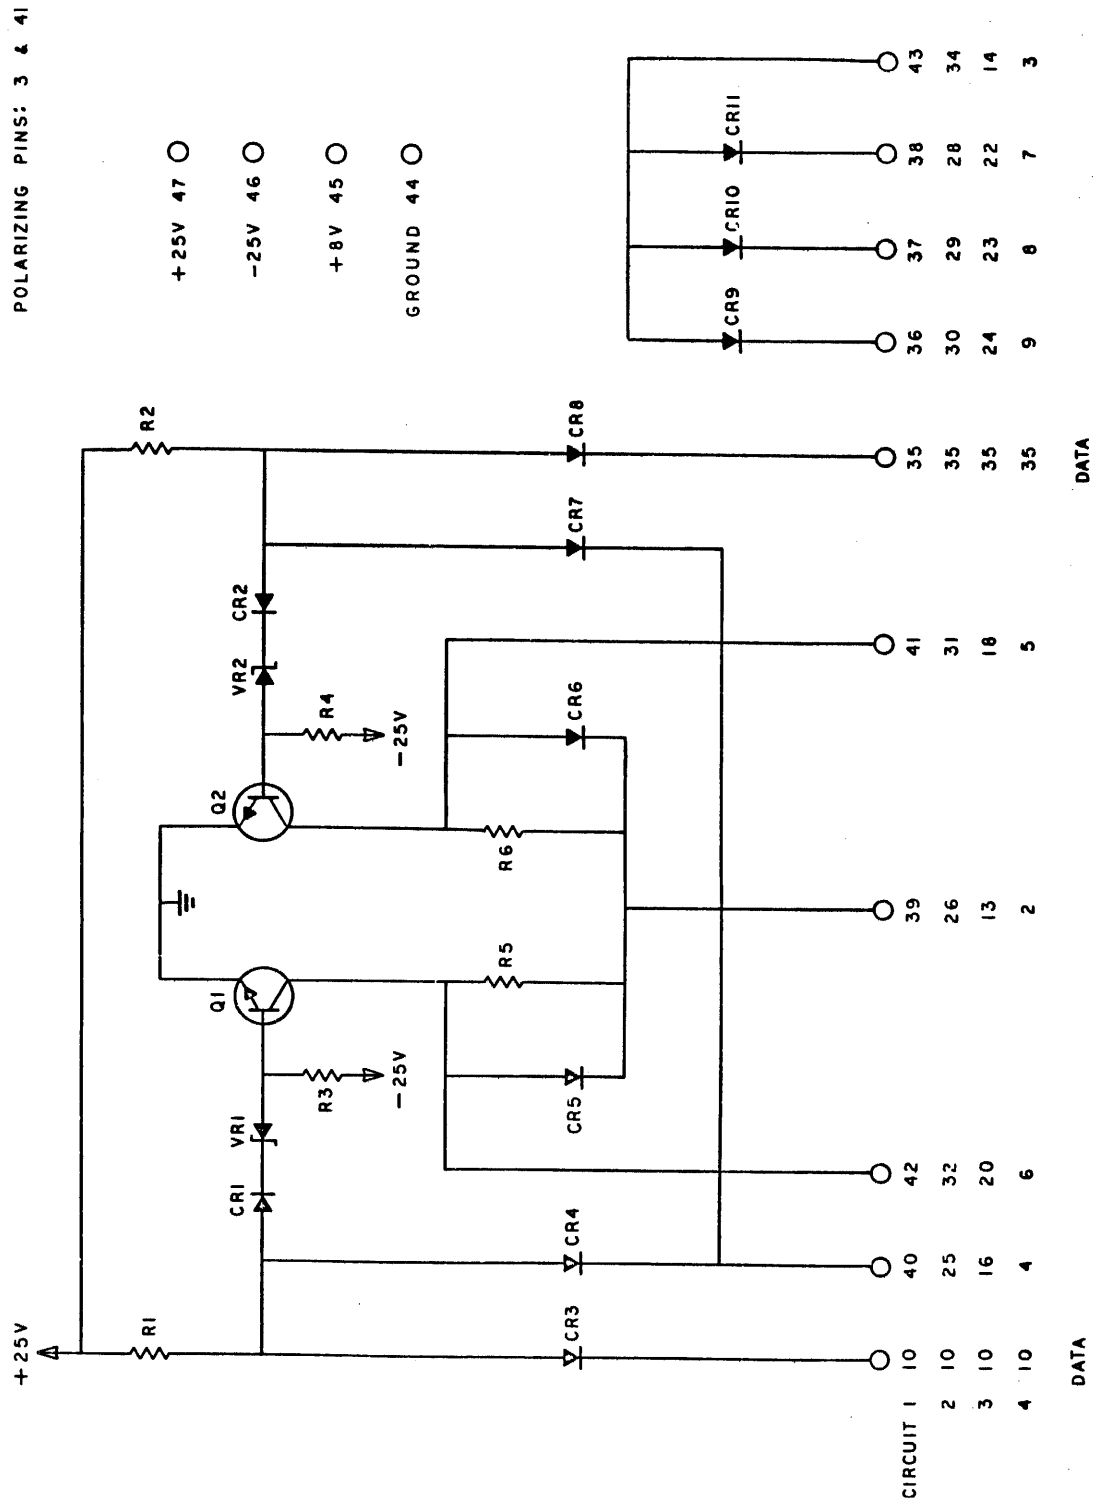 POLARIZING PINS: 3 & 41
+25V 47
-25V 46
+8V 45
GROUND 44
+25V
R1
R2
CR1
VR1
Q1
Q2
VR2
CR2
R3
-25V
R4
-25V
R5
R6
CR3
CR4
CR5
CR6
CR7
CR8
CR9
CR10
CR11
CIRCUIT 1 10 40 42 39 41 35 36 37 38 43
2 10 25 32 26 31 35 30 29 28 34
3 10 16 20 13 18 35 24 23 22 14
4 10 4 6 2 5 35 9 8 7 3
DATA DATA